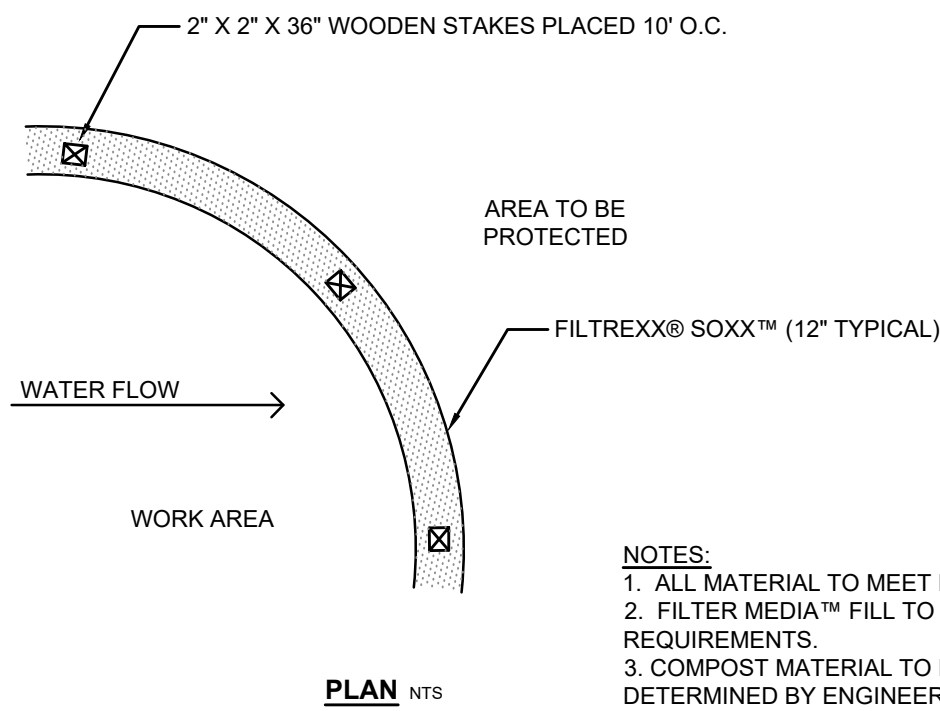 2" X 2" X 36" WOODEN STAKES PLACED 10' O.C.
AREA TO BE
PROTECTED
FILTREXX® SOXX™ (12" TYPICAL)
WATER FLOW
WORK AREA
NOTES:
1. ALL MATERIAL TO MEET
2. FILTER MEDIA™ FILL TO
REQUIREMENTS.
3. COMPOST MATERIAL TO
DETERMINED BY ENGINEER
PLAN NTS